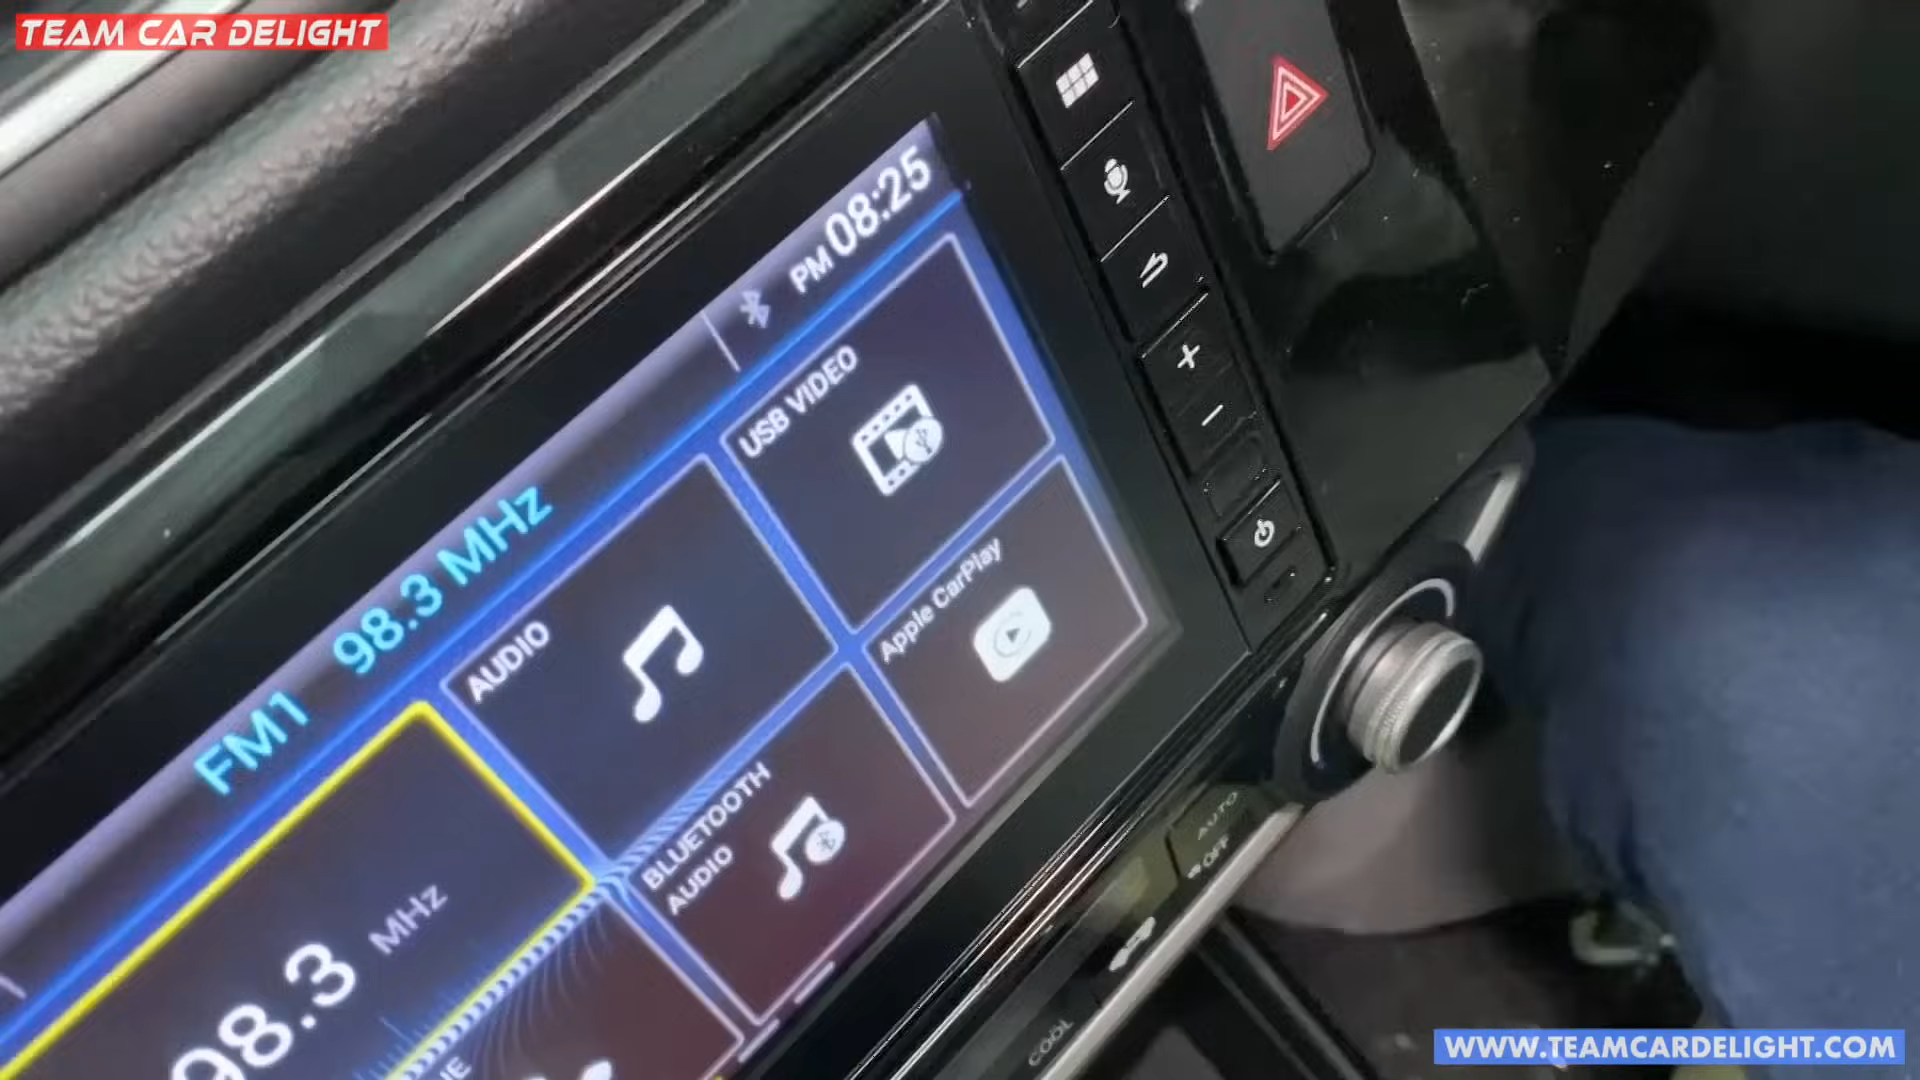 TEAM CAR DELIGHT
PM 08:25
FM1 98.3 MHz
USB VIDEO
AUDIO
Apple CarPlay
BLUETOOTH
AUDIO
98.3 MHz
AUTO
OFF
COOL
WWW.TEAMCARDELIGHT.COM